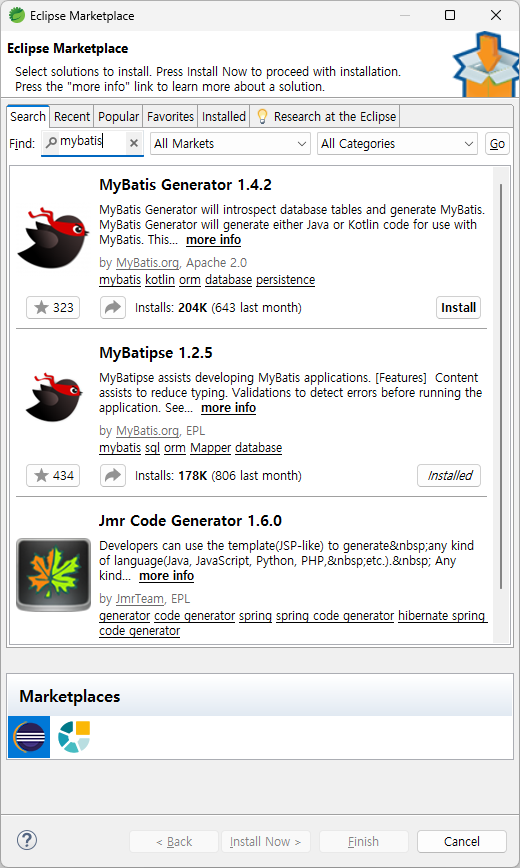 Eclipse Marketplace
Eclipse Marketplace
Select solutions to install. Press Install Now to proceed with installation.
Press the "more info" link to learn more about a solution.
Search Recent Popular Favorites Installed Research at the Eclipse
Find: mybatis All Markets All Categories Go
MyBatis Generator 1.4.2
MyBatis Generator will introspect database tables and generate MyBatis.
MyBatis Generator will generate either Java or Kotlin code for use with
MyBatis. This... more info
by MyBatis.org, Apache 2.0
mybatis kotlin orm database persistence
323 Installs: 204K (643 last month) Install
MyBatipse 1.2.5
MyBatipse assists developing MyBatis applications. [Features]  Content
assists to reduce typing. Validations to detect errors before running the
application. See... more info
by MyBatis.org, EPL
mybatis sql orm Mapper database
434 Installs: 178K (806 last month) Installed
Jmr Code Generator 1.6.0
Developers can use the template(JSP-like) to generate&nbsp;any kind
of language(Java, JavaScript, Python, PHP,&nbsp;etc.).&nbsp; Any
kind... more info
by JmrTeam, EPL
generator code generator spring spring code generator hibernate spring
code generator
Marketplaces
? < Back Install Now > Finish Cancel